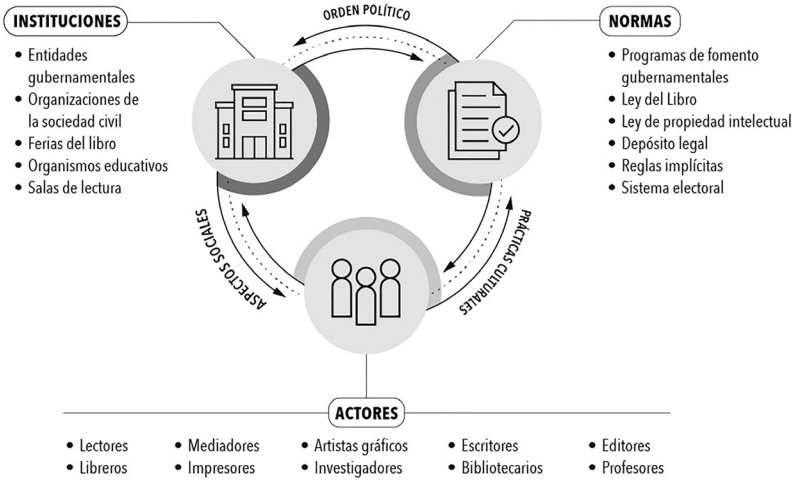 INSTITUCIONES
• Entidades
gubernamentales
• Organizaciones de
la sociedad civil
• Ferias del libro
• Organismos educativos
• Salas de lectura
ORDEN POLÍTICO
NORMAS
• Programas de fomento
gubernamentales
• Ley del Libro
• Ley de propiedad intelectual
• Depósito legal
• Reglas implícitas
• Sistema electoral
ASPECTOS SOCIALES
PRÁCTICAS CULTURALES
ACTORES
• Lectores • Mediadores • Artistas gráficos • Escritores • Editores
• Libreros • Impresores • Investigadores • Bibliotecarios • Profesores